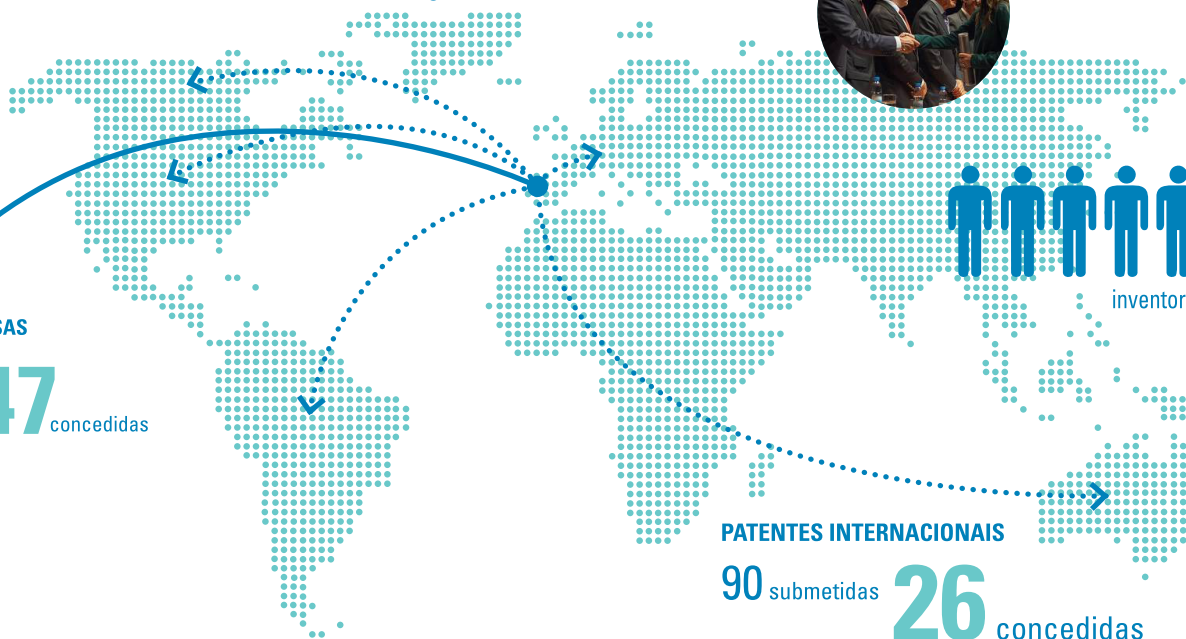 inventor
SAS
47 concedidas
PATENTES INTERNACIONAIS
90 submetidas 26 concedidas